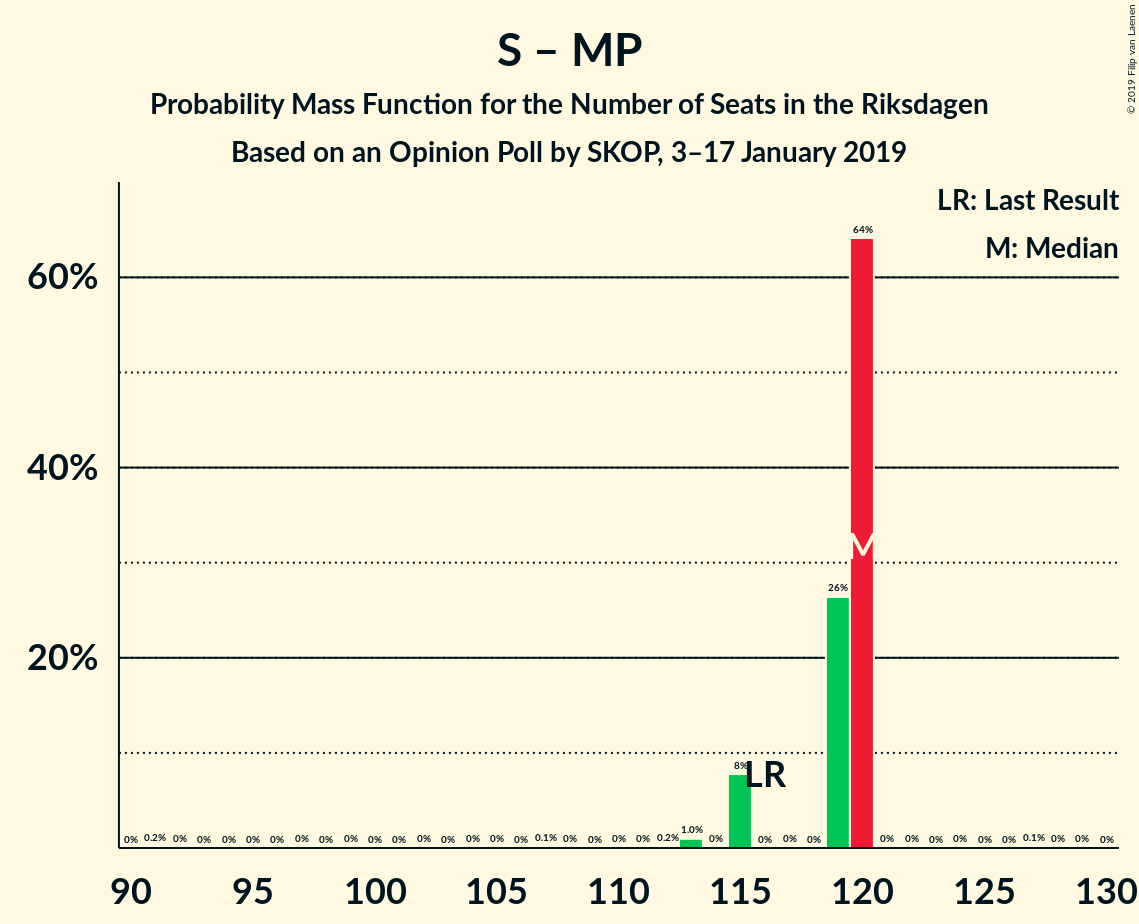 S – MP
Probability Mass Function for the Number of Seats in the Riksdagen
Based on an Opinion Poll by SKOP, 3–17 January 2019
© 2019 Filip van Laenen
LR: Last Result
M: Median
64%
60%
40%
M
26%
20%
8%
LR
0% 0.2% 0% 0% 0% 0% 0% 0% 0% 0% 0% 0% 0% 0% 0% 0% 0% 0.1% 0% 0% 0% 0% 0.2% 1.0% 0% 0% 0% 0% 0% 0% 0% 0% 0% 0% 0.1% 0% 0% 0%
90 95 100 105 110 115 120 125 130